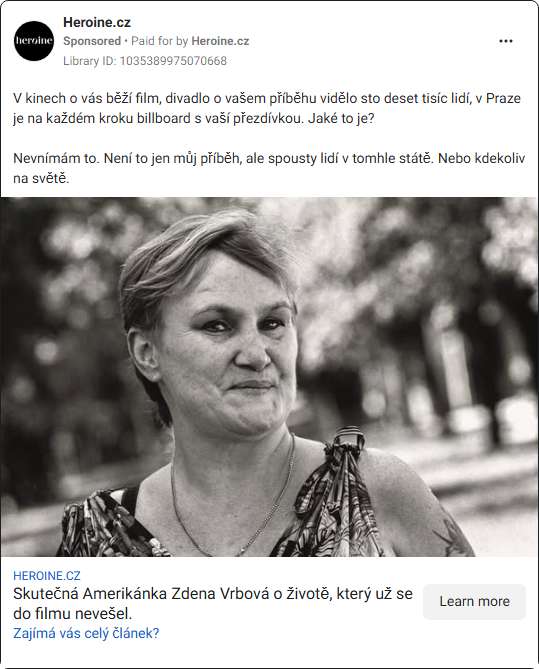 Heroine.cz
heroine
Sponsored • Paid for by Heroine.cz
Library ID: 1035389975070668
V kinech o vás běží film, divadlo o vašem příběhu vidělo sto deset tisíc lidí, v Praze
je na každém kroku billboard s vaší přezdívkou. Jaké to je?
Nevnímám to. Není to jen můj příběh, ale spousty lidí v tomhle státě. Nebo kdekoliv
na světě.
HEROINE.CZ
Skutečná Amerikánka Zdena Vrbová o životě, který už se
do filmu nevešel.
Learn more
Zajímá vás celý článek?